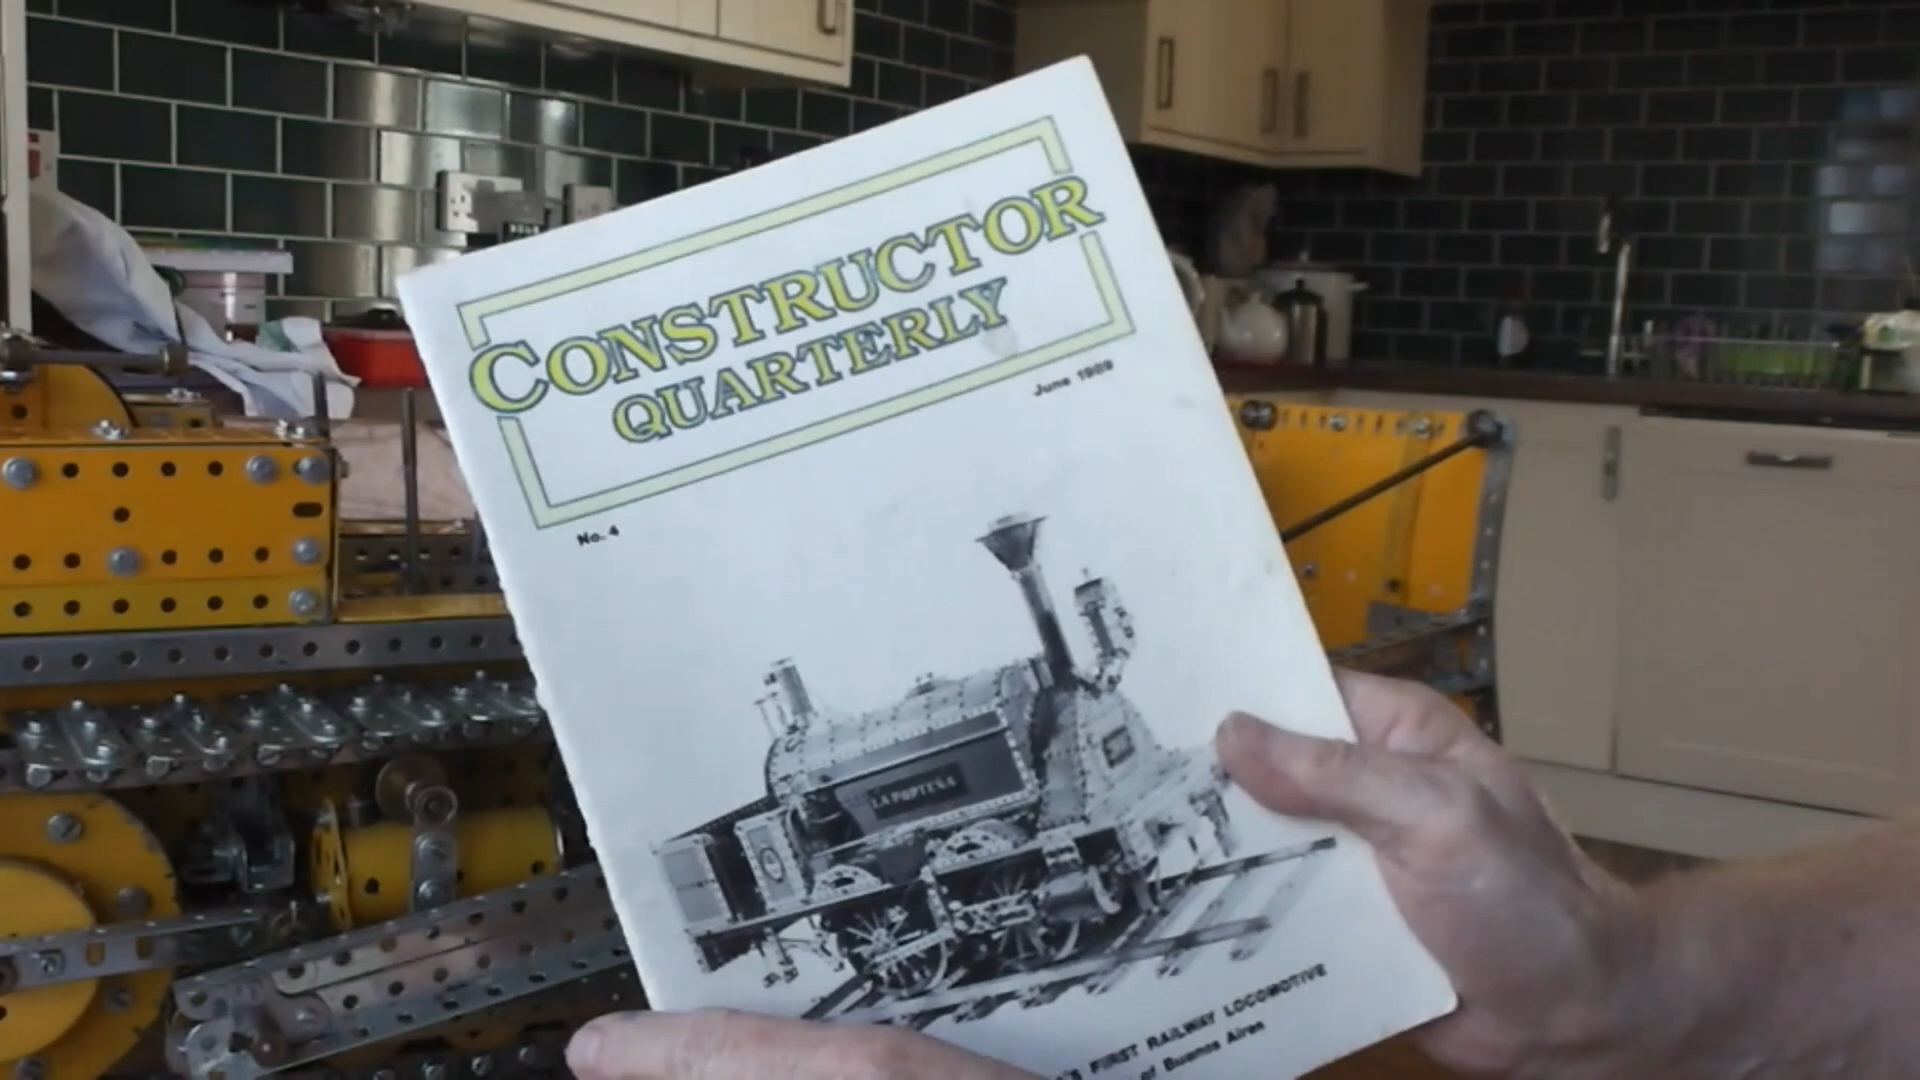 CONSTRUCTOR
QUARTERLY
June 1989
No. 4
LA PORTEÑA
'S FIRST RAILWAY LOCOMOTIVE
of Buenos Aires